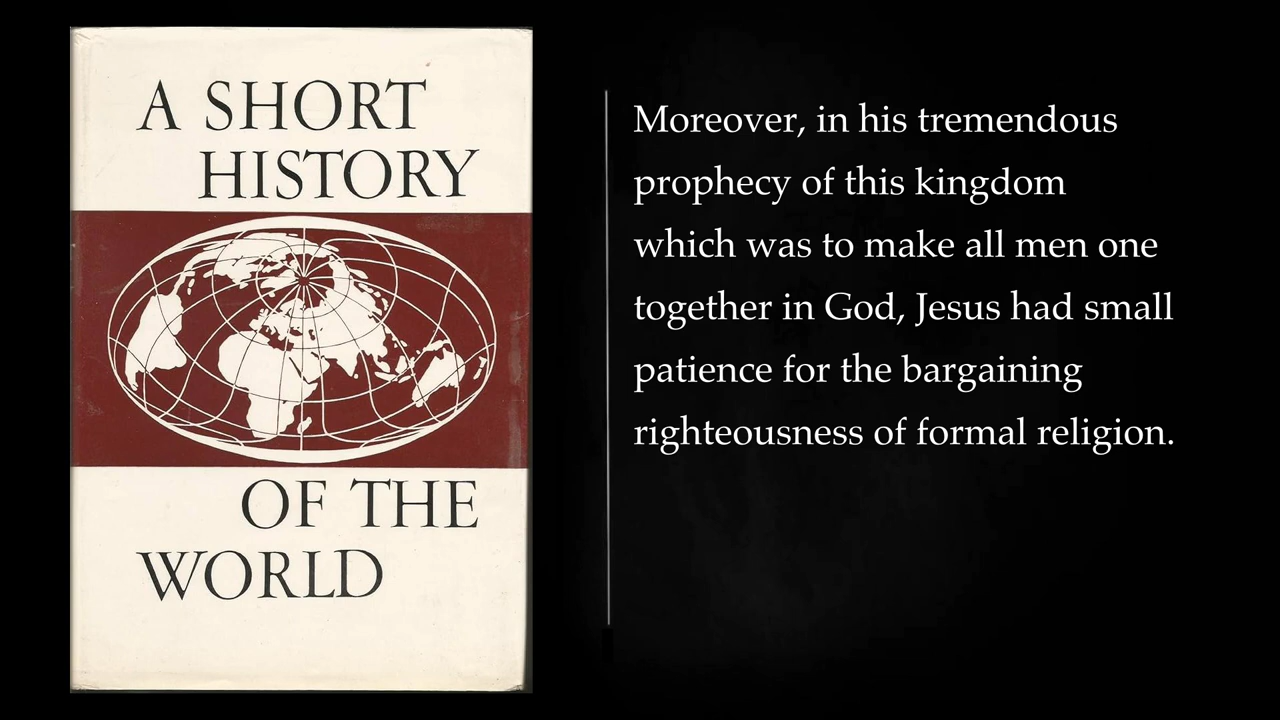 A SHORT
HISTORY
OF THE
WORLD
Moreover, in his tremendous
prophecy of this kingdom
which was to make all men one
together in God, Jesus had small
patience for the bargaining
righteousness of formal religion.